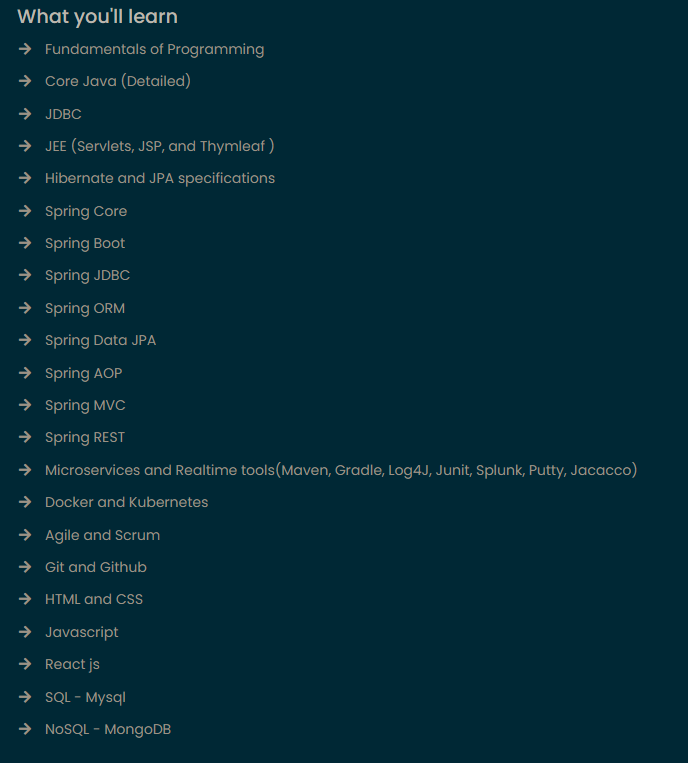 What you'll learn
Fundamentals of Programming
Core Java (Detailed)
JDBC
JEE (Servlets, JSP, and Thymleaf )
Hibernate and JPA specifications
Spring Core
Spring Boot
Spring JDBC
Spring ORM
Spring Data JPA
Spring AOP
Spring MVC
Spring REST
Microservices and Realtime tools(Maven, Gradle, Log4J, Junit, Splunk, Putty, Jacacco)
Docker and Kubernetes
Agile and Scrum
Git and Github
HTML and CSS
Javascript
React js
SQL - Mysql
NoSQL - MongoDB